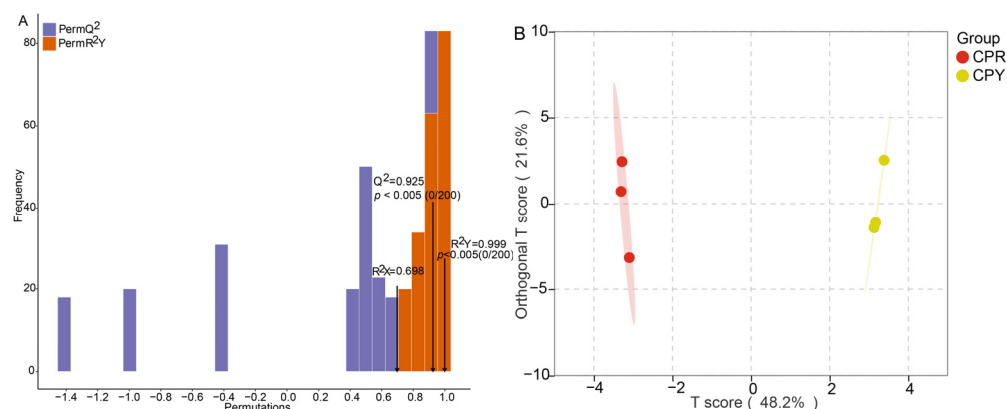 A
PermQ²
PermR²Y
80
60
40
20
0
Frequency
Q²=0.925
p < 0.005 (0/200)
R²Y=0.999
p<0.005(0/200)
R²X=0.698
−1.4 −1.2 −1.0 −0.8 −0.6 −0.4 −0.2 0.0 0.2 0.4 0.6 0.8 1.0
Permutations
B
Group
CPR
CPY
10
5
0
−5
−10
Orthogonal T score ( 21.6%)
−4 −2 0 2 4
T score ( 48.2%)